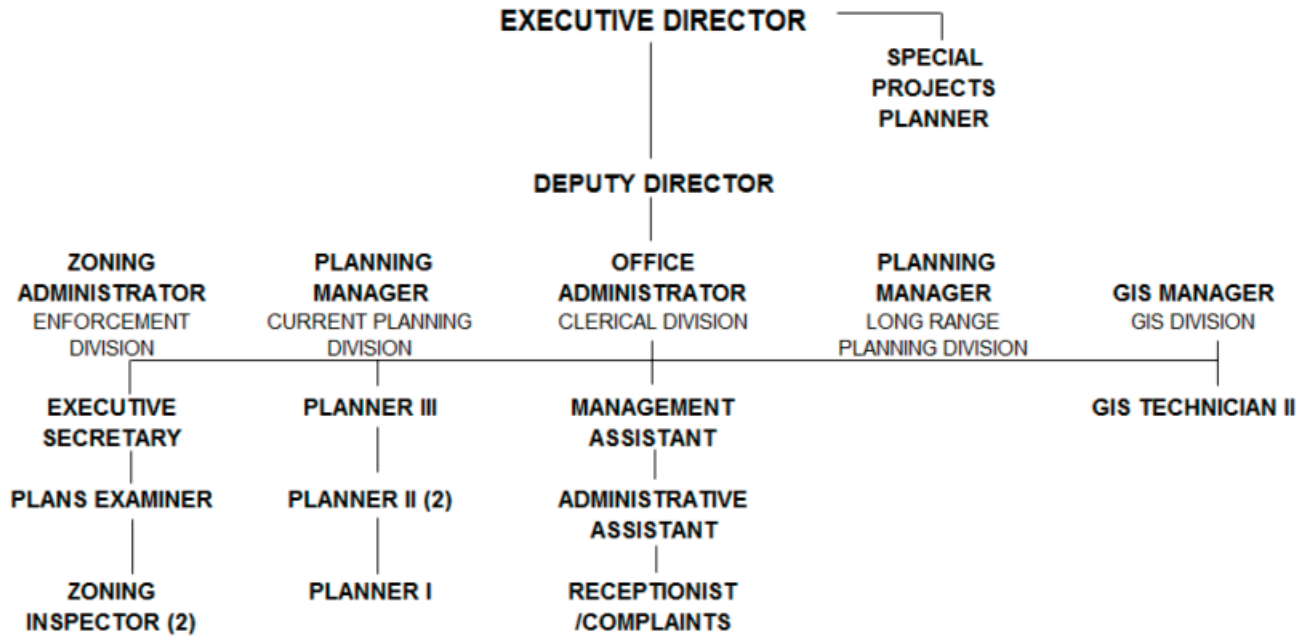 EXECUTIVE DIRECTOR
SPECIAL
PROJECTS
PLANNER
DEPUTY DIRECTOR
ZONING
ADMINISTRATOR
ENFORCEMENT
DIVISION
PLANNING
MANAGER
CURRENT PLANNING
DIVISION
OFFICE
ADMINISTRATOR
CLERICAL DIVISION
PLANNING
MANAGER
LONG RANGE
PLANNING DIVISION
GIS MANAGER
GIS DIVISION
EXECUTIVE
SECRETARY
PLANNER III
MANAGEMENT
ASSISTANT
GIS TECHNICIAN II
PLANS EXAMINER
PLANNER II (2)
ADMINISTRATIVE
ASSISTANT
ZONING
INSPECTOR (2)
PLANNER I
RECEPTIONIST
/COMPLAINTS